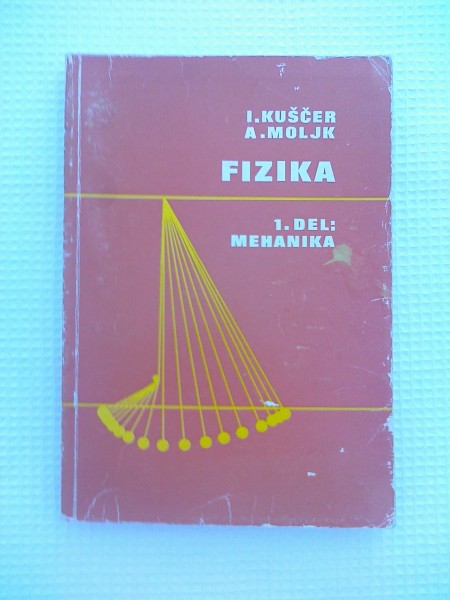 I.KUŠČER
A.MOLJK
FIZIKA
1.DEL:
MEHANIKA